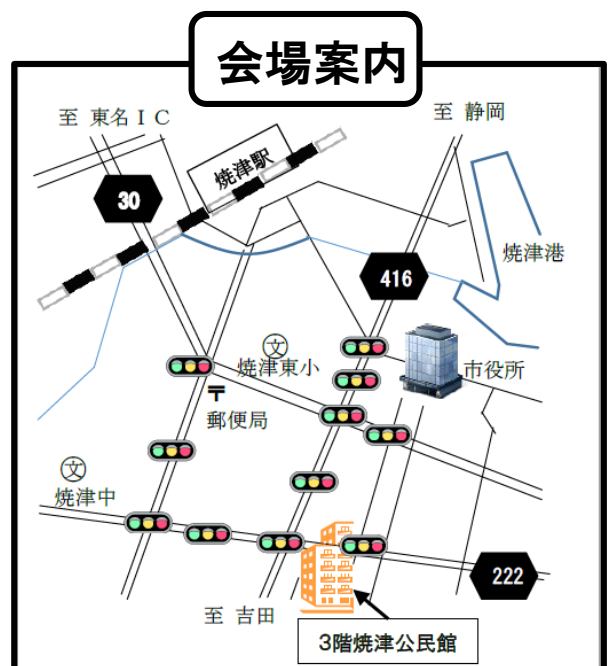 会場案内
至 東名ＩＣ
至 静岡
焼津駅
30
焼津港
416
文
焼津東小
市役所
〒
郵便局
文
焼津中
222
至 吉田
3階焼津公民館